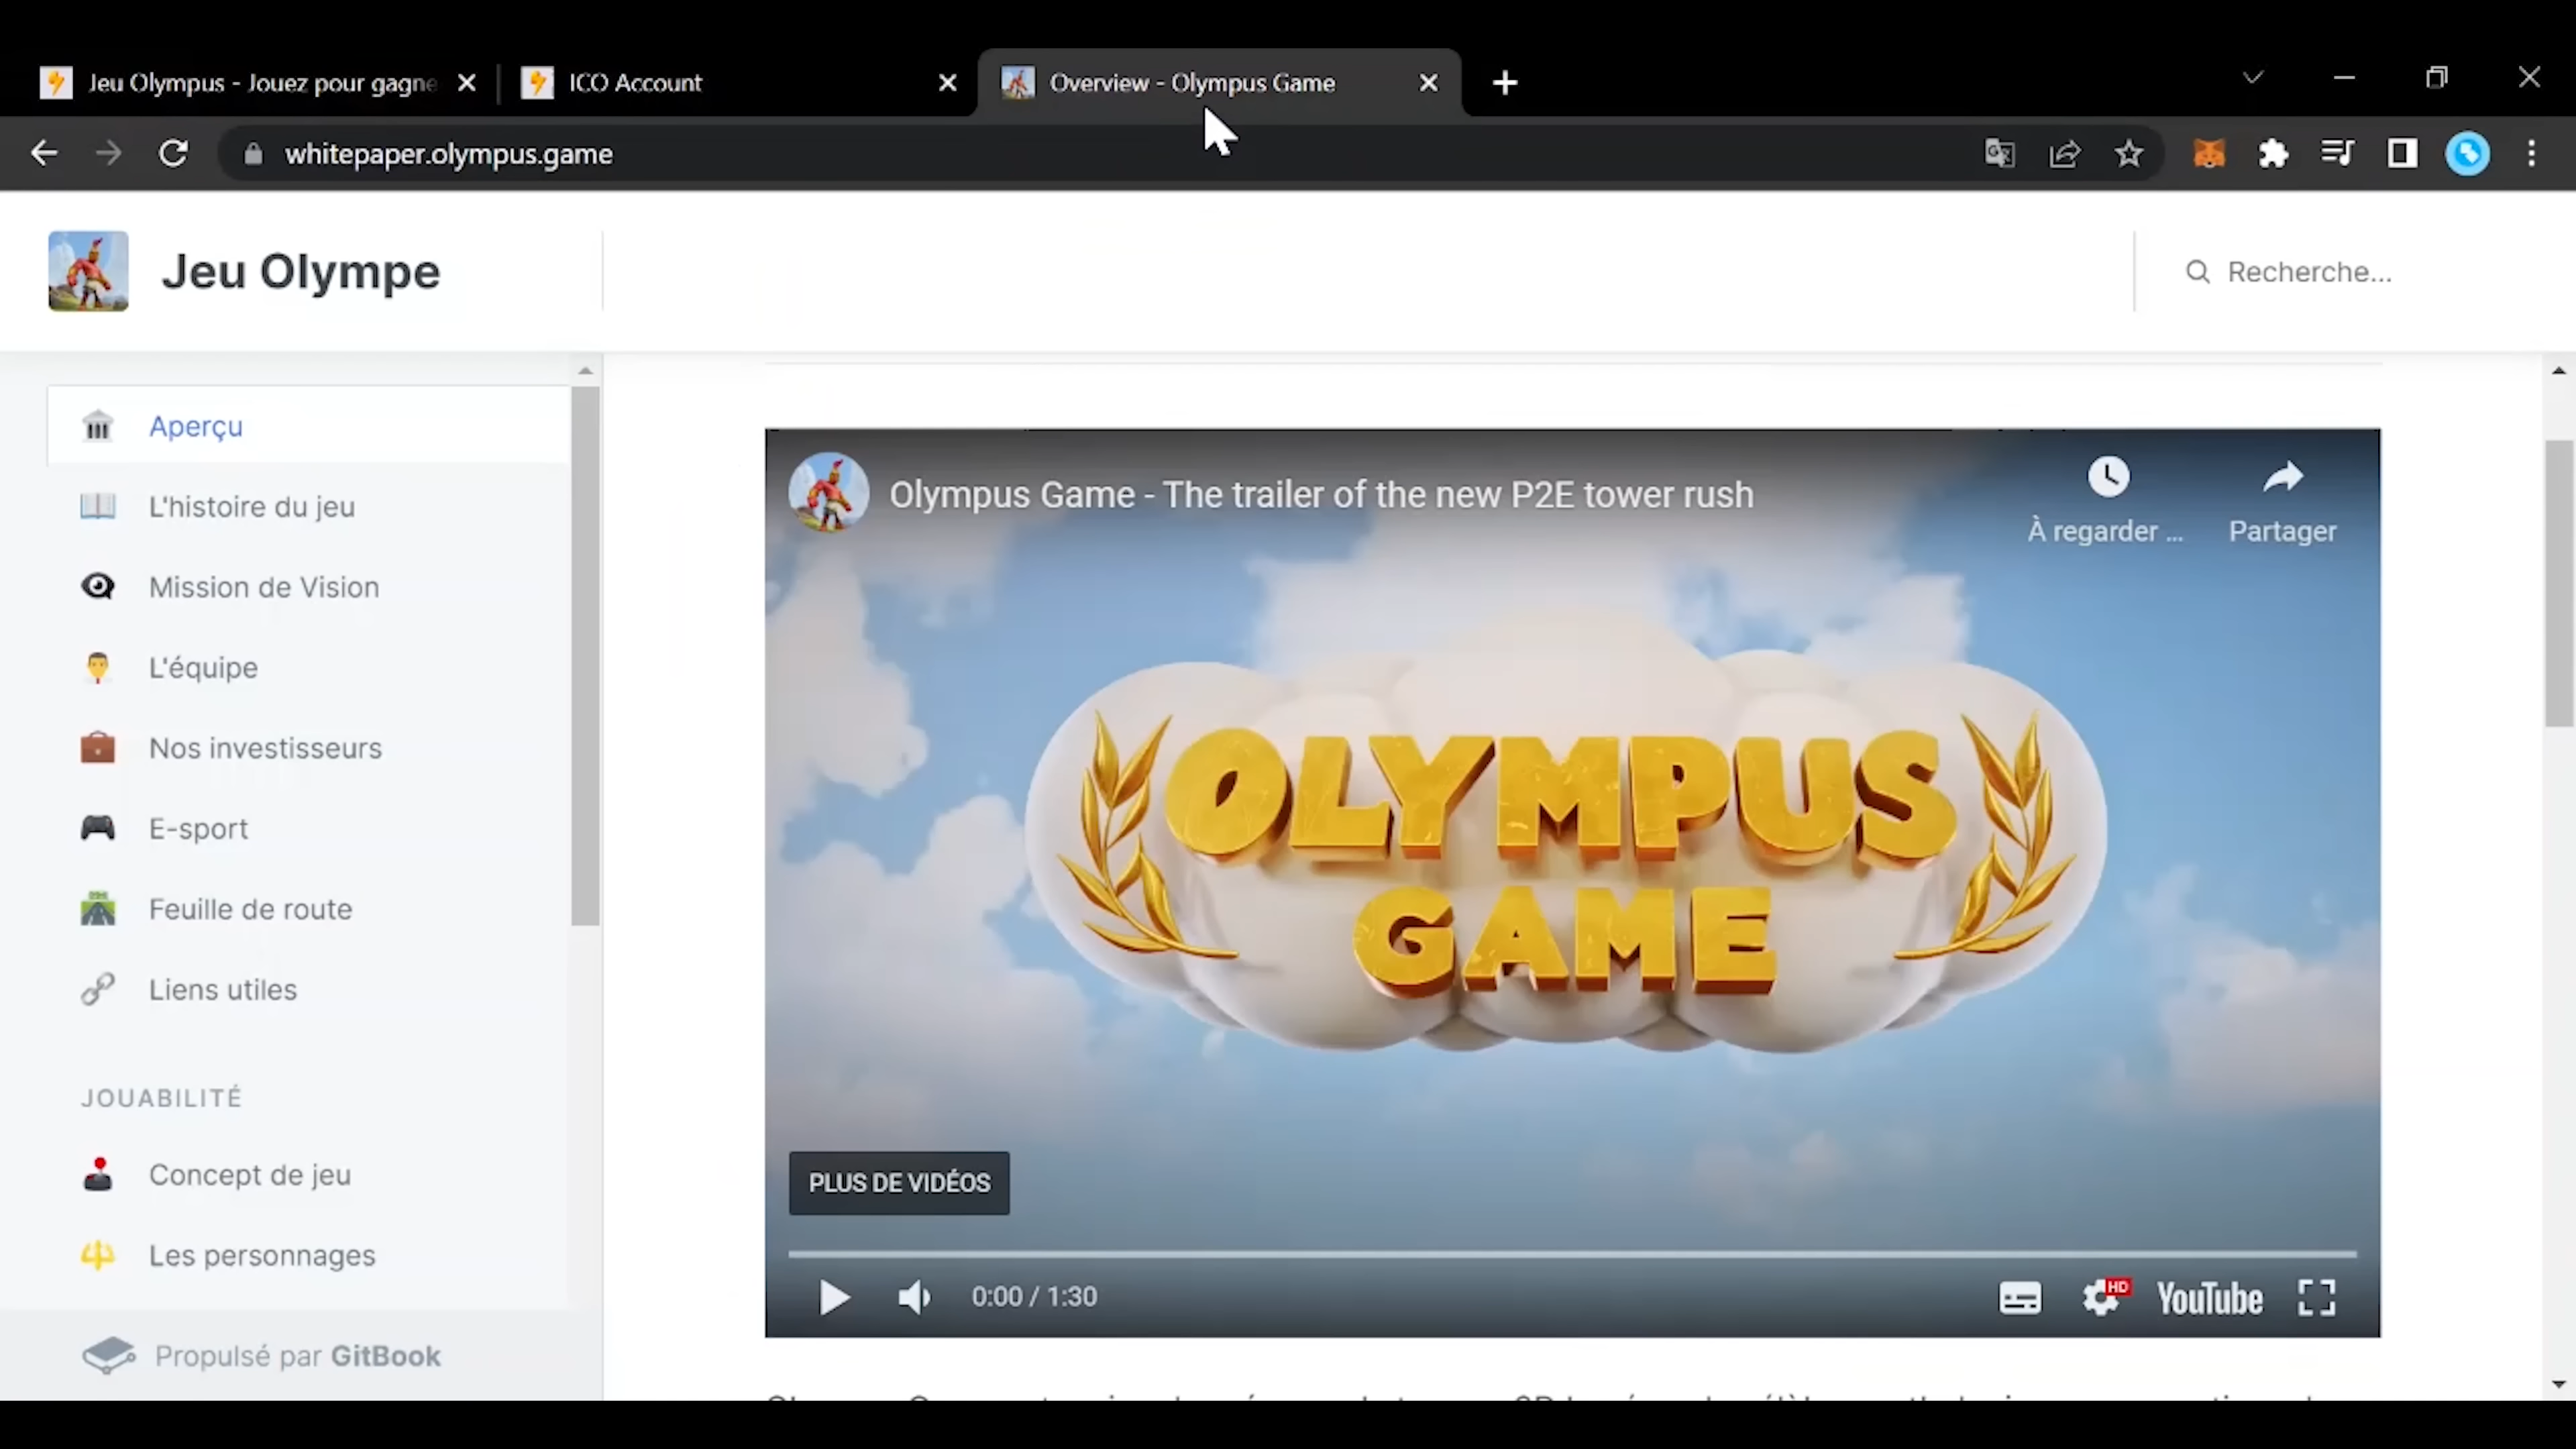 Jeu Olympus - Jouez pour gagne
ICO Account
Overview - Olympus Game
whitepaper.olympus.game
Jeu Olympe
Recherche...
Aperçu
L'histoire du jeu
Mission de Vision
L'équipe
Nos investisseurs
E-sport
Feuille de route
Liens utiles
JOUABILITÉ
Concept de jeu
Les personnages
Propulsé par GitBook
Olympus Game - The trailer of the new P2E tower rush
À regarder ...
Partager
OLYMPUS
GAME
PLUS DE VIDÉOS
0:00 / 1:30
HD
YouTube